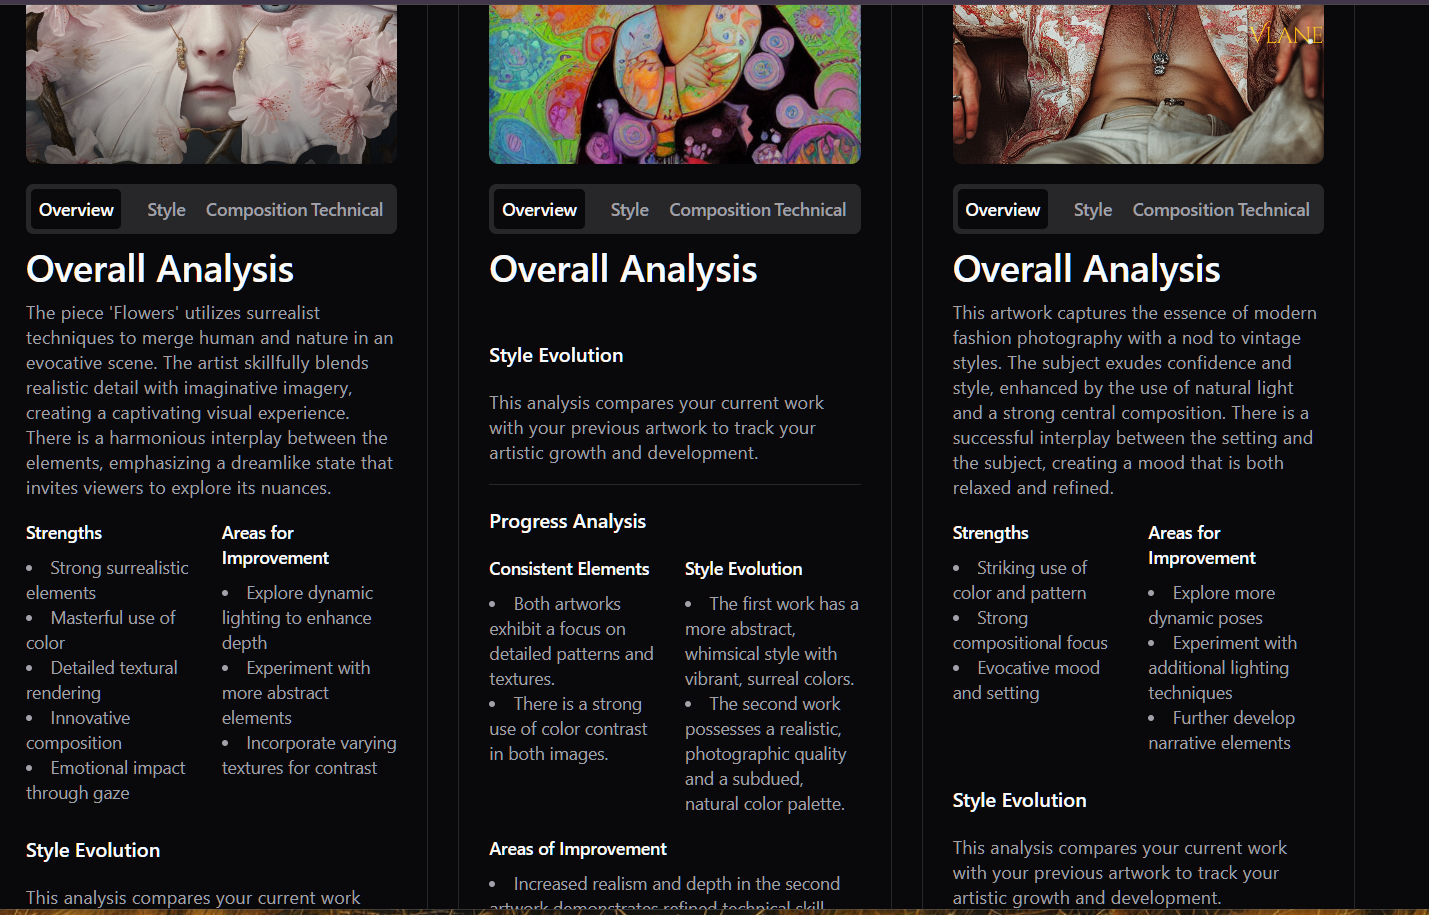 VLANE
Overview Style Composition Technical
Overall Analysis
The piece 'Flowers' utilizes surrealist
techniques to merge human and nature in an
evocative scene. The artist skillfully blends
realistic detail with imaginative imagery,
creating a captivating visual experience.
There is a harmonious interplay between the
elements, emphasizing a dreamlike state that
invites viewers to explore its nuances.
Strengths
• Strong surrealistic
elements
• Masterful use of
color
• Detailed textural
rendering
• Innovative
composition
• Emotional impact
through gaze
Areas for
Improvement
• Explore dynamic
lighting to enhance
depth
• Experiment with
more abstract
elements
• Incorporate varying
textures for contrast
Style Evolution
This analysis compares your current work
Overview Style Composition Technical
Overall Analysis
Style Evolution
This analysis compares your current work
with your previous artwork to track your
artistic growth and development.
Progress Analysis
Consistent Elements
• Both artworks
exhibit a focus on
detailed patterns and
textures.
• There is a strong
use of color contrast
in both images.
Style Evolution
• The first work has a
more abstract,
whimsical style with
vibrant, surreal colors.
• The second work
possesses a realistic,
photographic quality
and a subdued,
natural color palette.
Areas of Improvement
• Increased realism and depth in the second
artwork demonstrates refined technical skill
Overview Style Composition Technical
Overall Analysis
This artwork captures the essence of modern
fashion photography with a nod to vintage
styles. The subject exudes confidence and
style, enhanced by the use of natural light
and a strong central composition. There is a
successful interplay between the setting and
the subject, creating a mood that is both
relaxed and refined.
Strengths
• Striking use of
color and pattern
• Strong
compositional focus
• Evocative mood
and setting
Areas for
Improvement
• Explore more
dynamic poses
• Experiment with
additional lighting
techniques
• Further develop
narrative elements
Style Evolution
This analysis compares your current work
with your previous artwork to track your
artistic growth and development.